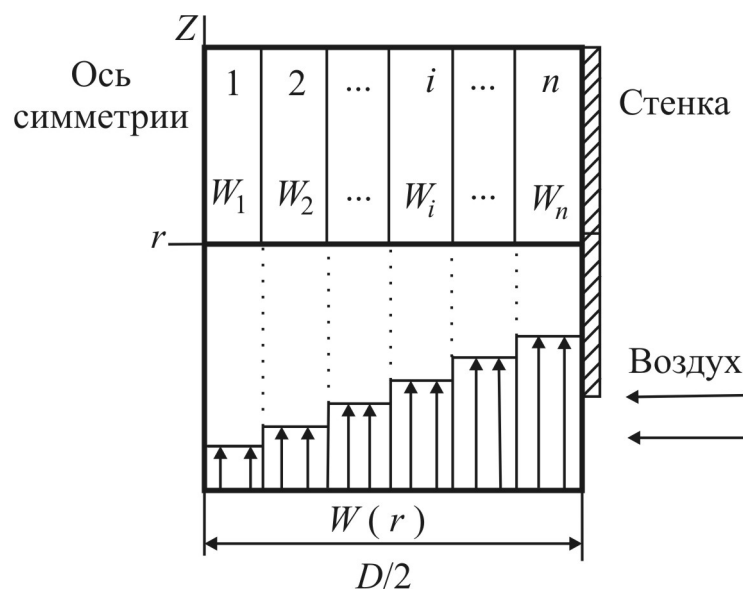 Z
Ось
симметрии
1 2 ... i ... n
Стенка
W₁ W₂ ... Wᵢ ... Wₙ
r
Воздух
W ( r )
D/2